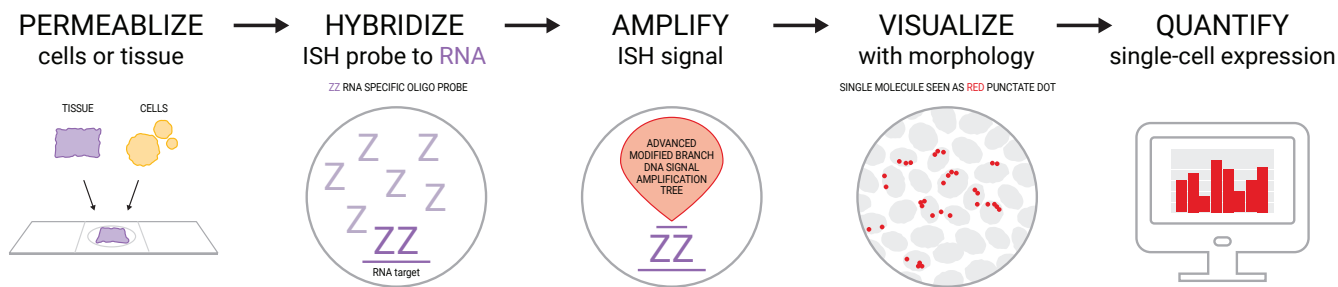 PERMEABLIZE
cells or tissue
TISSUE
CELLS
HYBRIDIZE
ISH probe to RNA
ZZ RNA SPECIFIC OLIGO PROBE
Z
Z
Z
Z
Z
Z
ZZ
RNA target
AMPLIFY
ISH signal
ADVANCED
MODIFIED BRANCH
DNA SIGNAL
AMPLIFICATION
TREE
ZZ
VISUALIZE
with morphology
SINGLE MOLECULE SEEN AS RED PUNCTATE DOT
QUANTIFY
single-cell expression